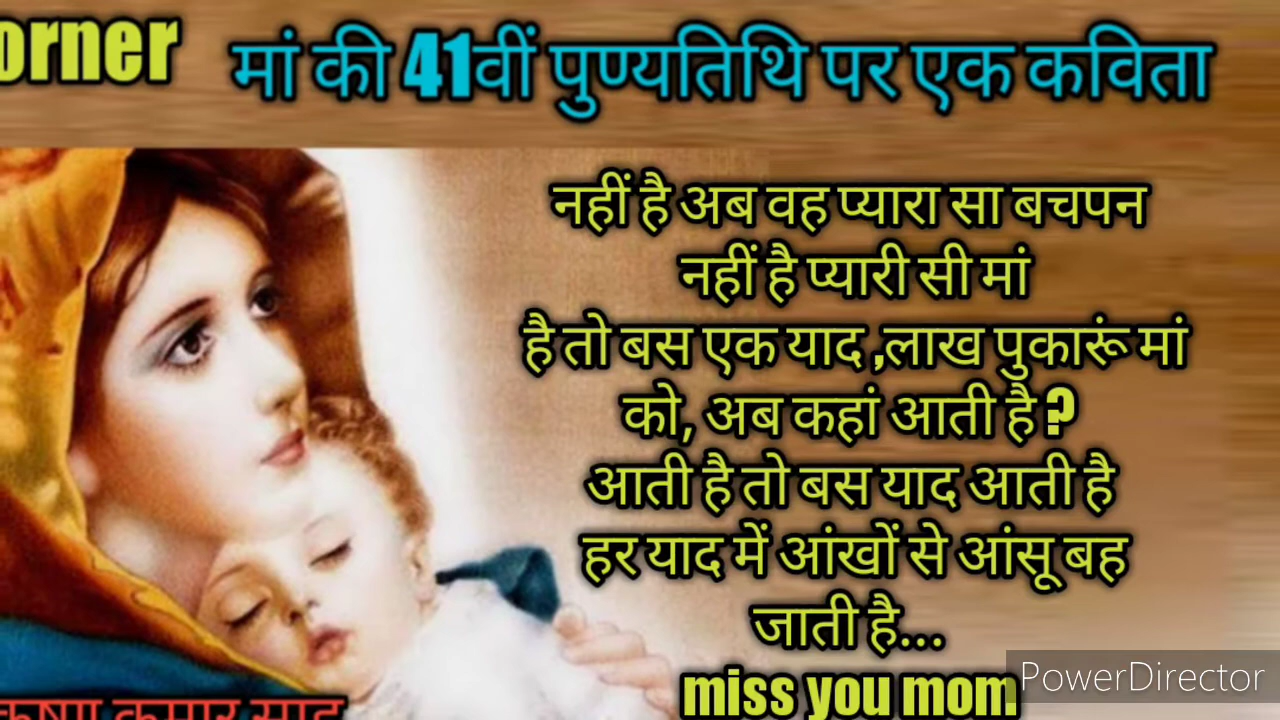 orner मां की 41वीं पुण्यतिथि पर एक कविता
नहीं है अब वह प्यारा सा बचपन
नहीं है प्यारी सी मां
है तो बस एक याद ,लाख पुकारूं मां
को, अब कहां आती है ?
आती है तो बस याद आती है
हर याद में आंखों से आंसू बह
जाती है...
miss you mom.
PowerDirector